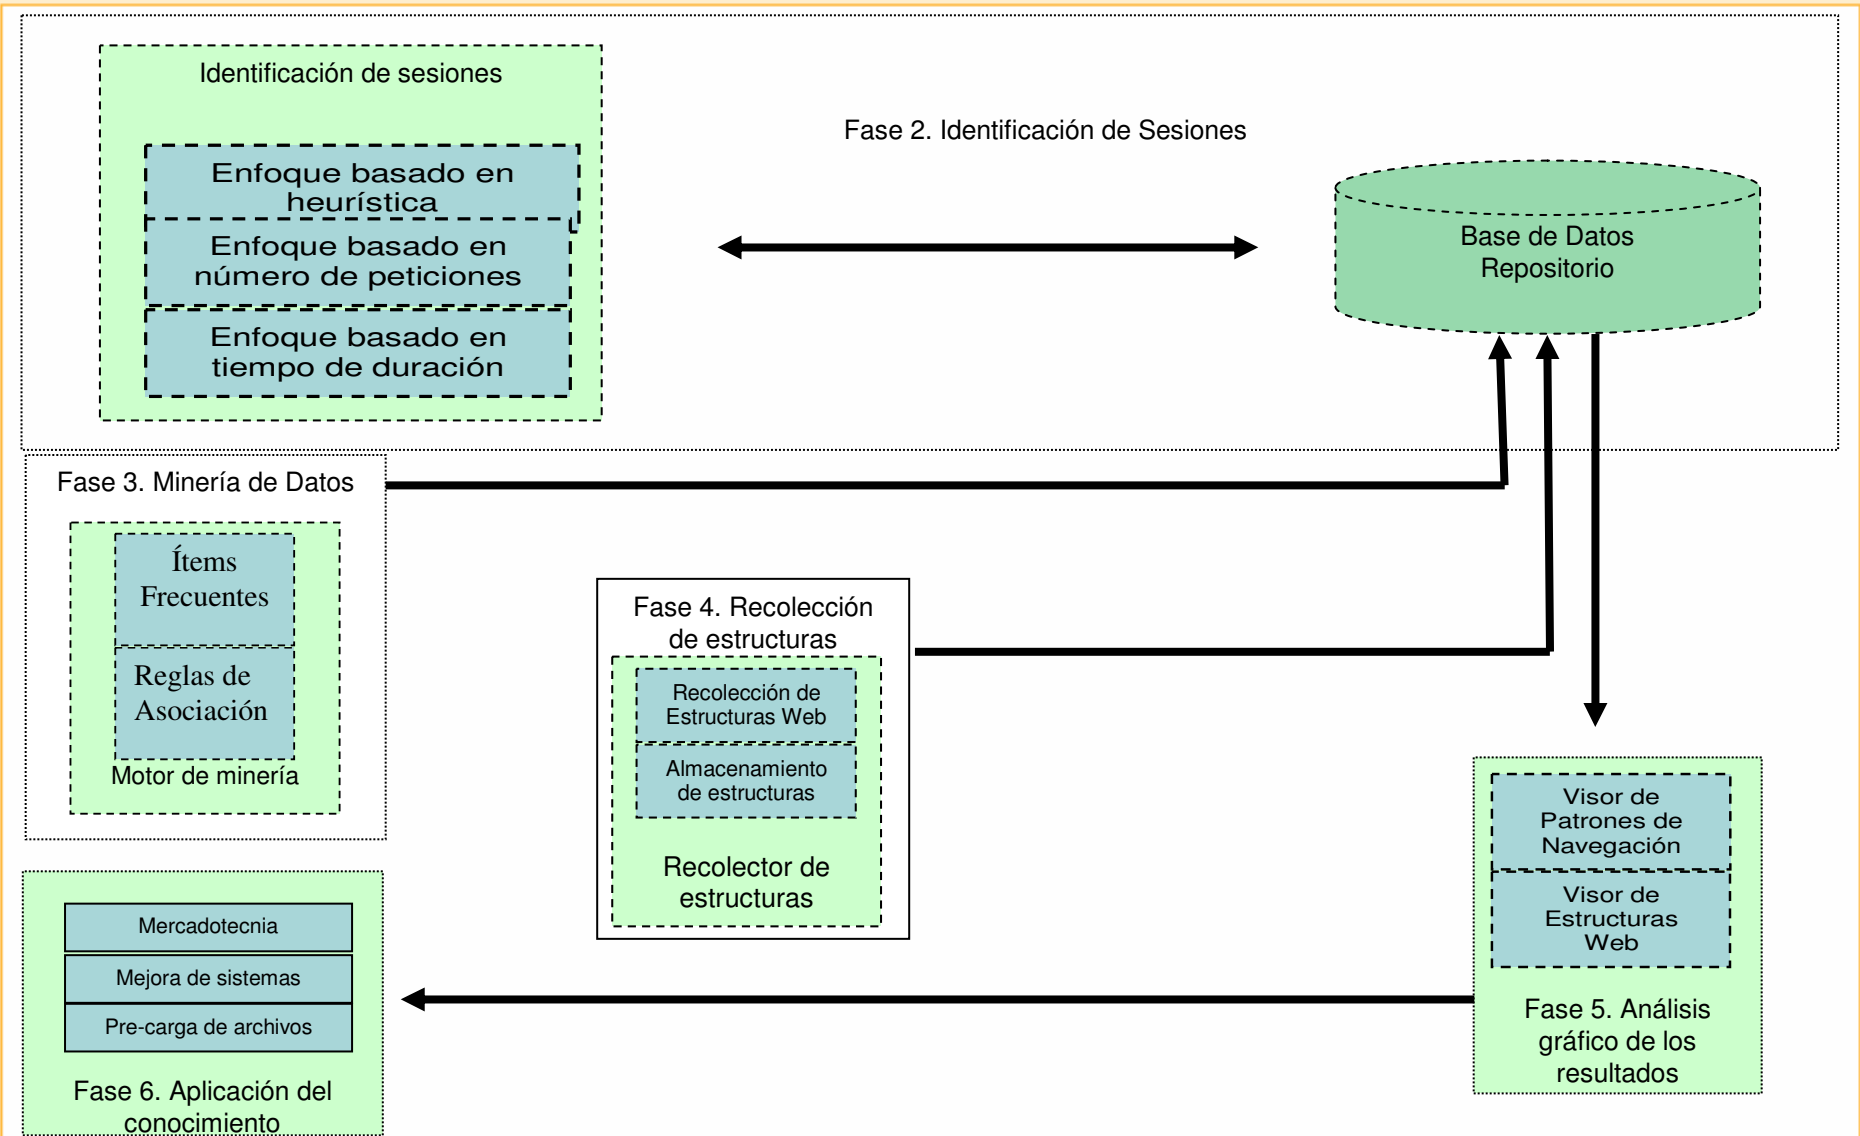 Identificación de sesiones
Enfoque basado en
heurística
Enfoque basado en
número de peticiones
Enfoque basado en
tiempo de duración
Fase 2. Identificación de Sesiones
Base de Datos
Repositorio
Fase 3. Minería de Datos
Ítems
Frecuentes
Reglas de
Asociación
Motor de minería
Fase 4. Recolección
de estructuras
Recolección de
Estructuras Web
Almacenamiento
de estructuras
Recolector de
estructuras
Visor de
Patrones de
Navegación
Visor de
Estructuras
Web
Fase 5. Análisis
gráfico de los
resultados
Mercadotecnia
Mejora de sistemas
Pre-carga de archivos
Fase 6. Aplicación del
conocimiento